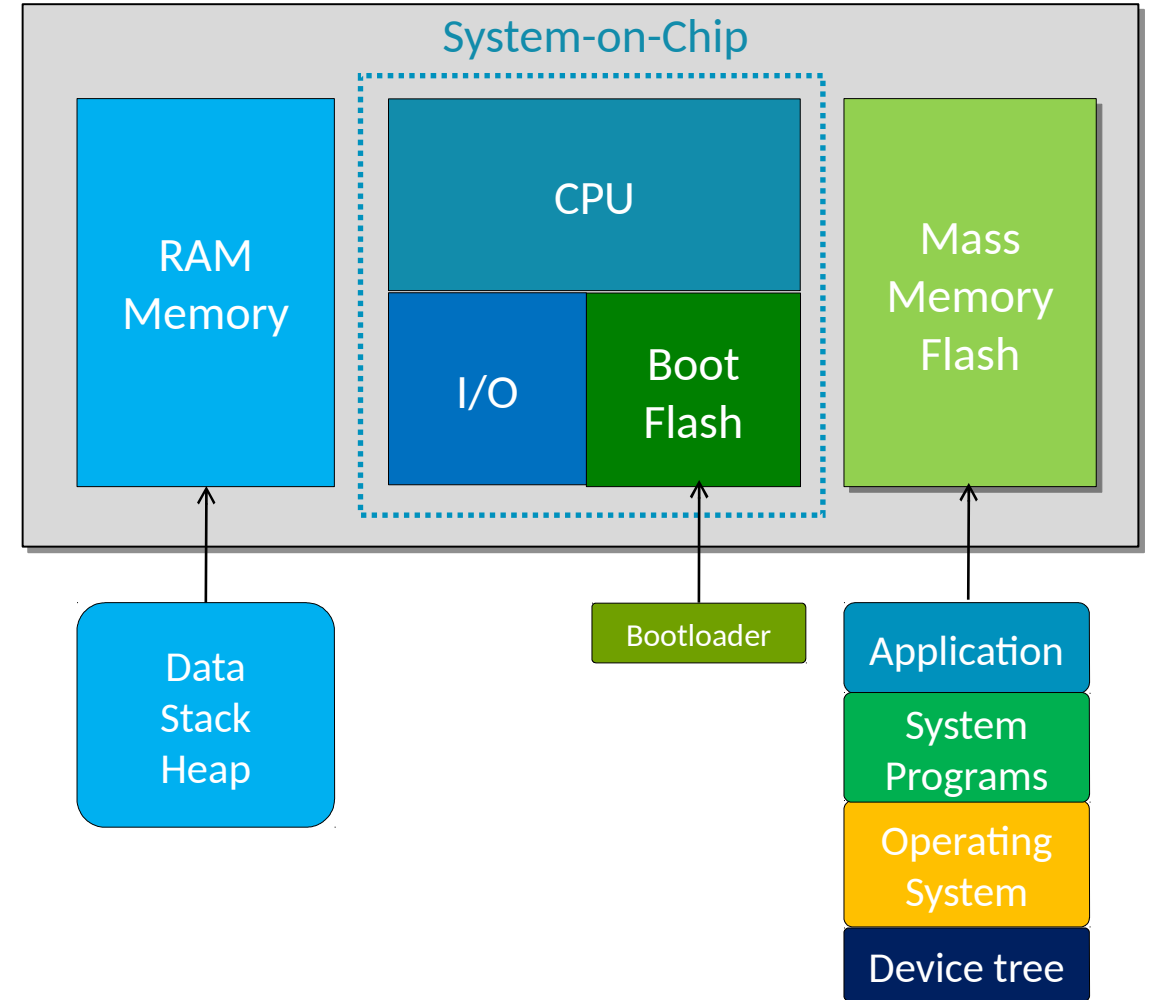 System-on-Chip
RAM
Memory
CPU
I/O
Boot
Flash
Mass
Memory
Flash
Data
Stack
Heap
Bootloader
Application
System
Programs
Operating
System
Device tree